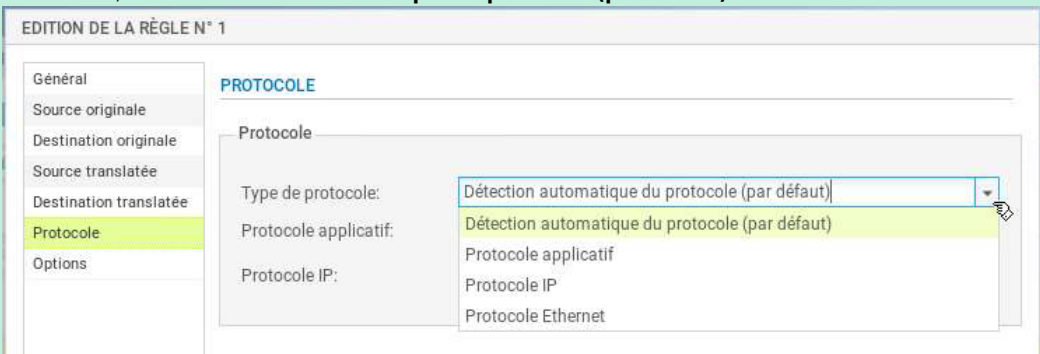 EDITION DE LA RÈGLE N° 1
Général
Source originale
Destination originale
Source translatée
Destination translatée
Protocole
Options
PROTOCOLE
Protocole
Type de protocole: Détection automatique du protocole (par défaut)
Protocole applicatif:
Protocole IP:
Détection automatique du protocole (par défaut)
Protocole applicatif
Protocole IP
Protocole Ethernet